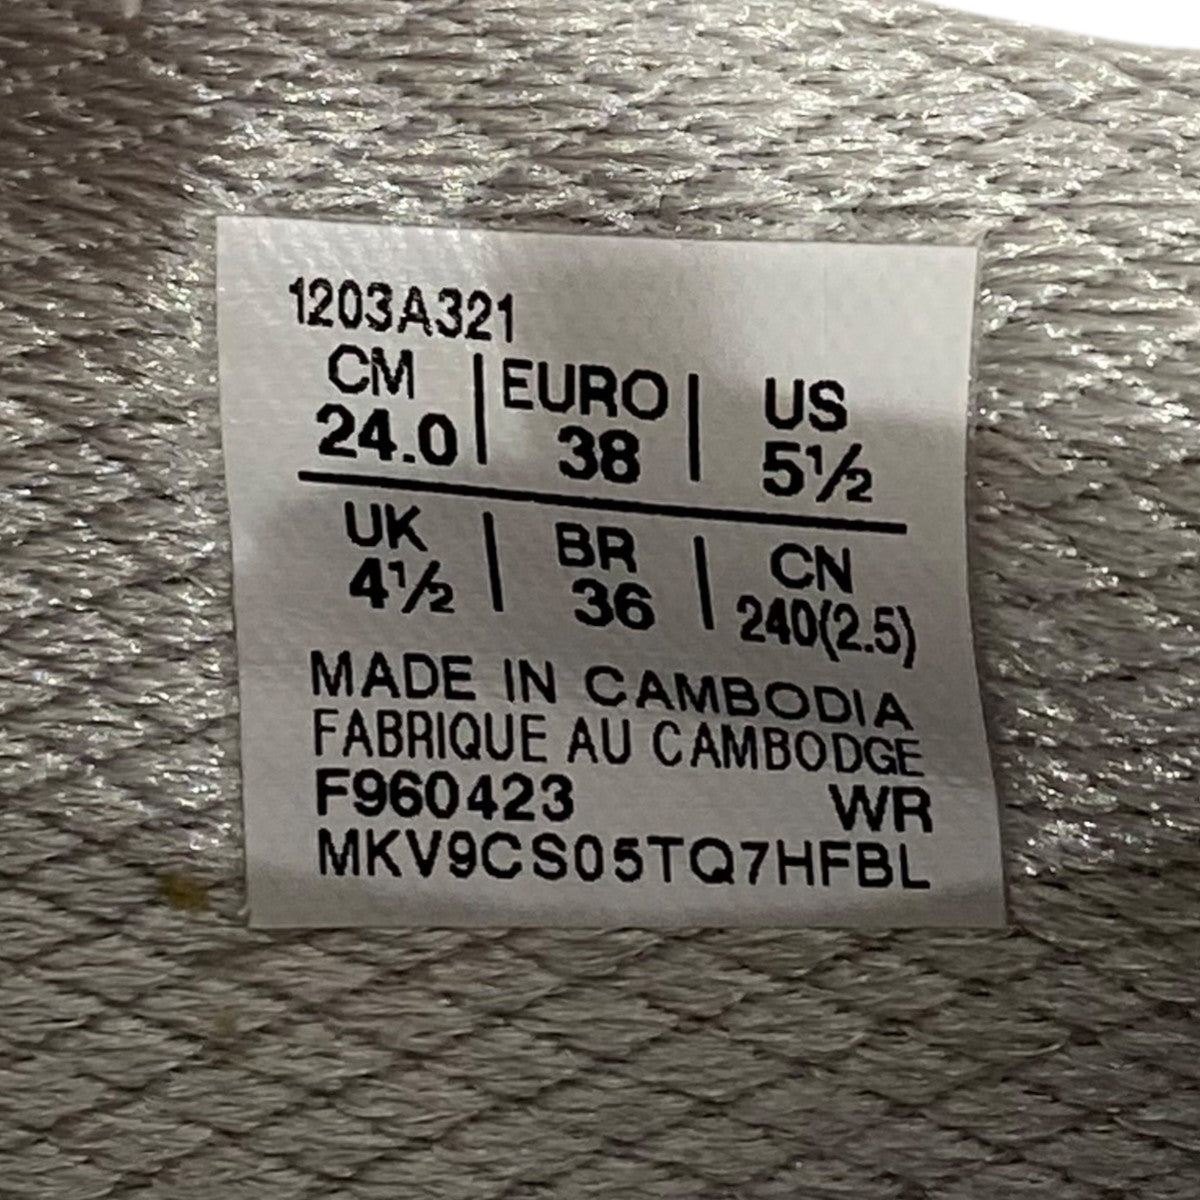 1203A321
CM | EURO | US
24.0 | 38 | 5½
UK | BR | CN
4½ | 36 | 240(2.5)
MADE IN CAMBODIA
FABRIQUE AU CAMBODGE
F960423 WR
MKV9CS05TQ7HFBL